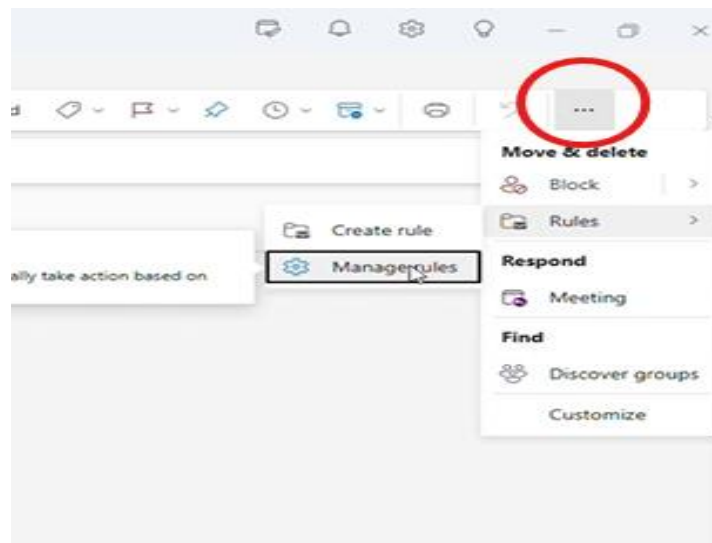 ...
Move & delete
Block
Rules
Create rule
Manage rules
ally take action based on
Respond
Meeting
Find
Discover groups
Customize